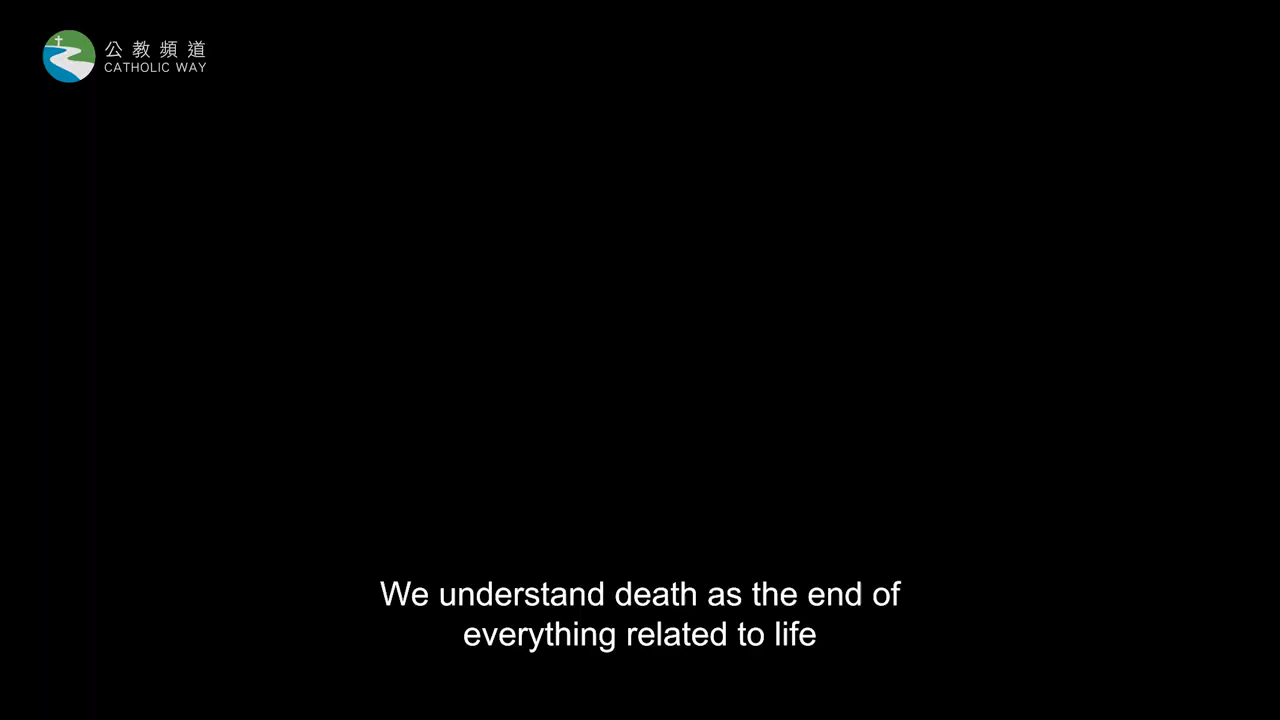 公教頻道
CATHOLIC WAY
We understand death as the end of
everything related to life